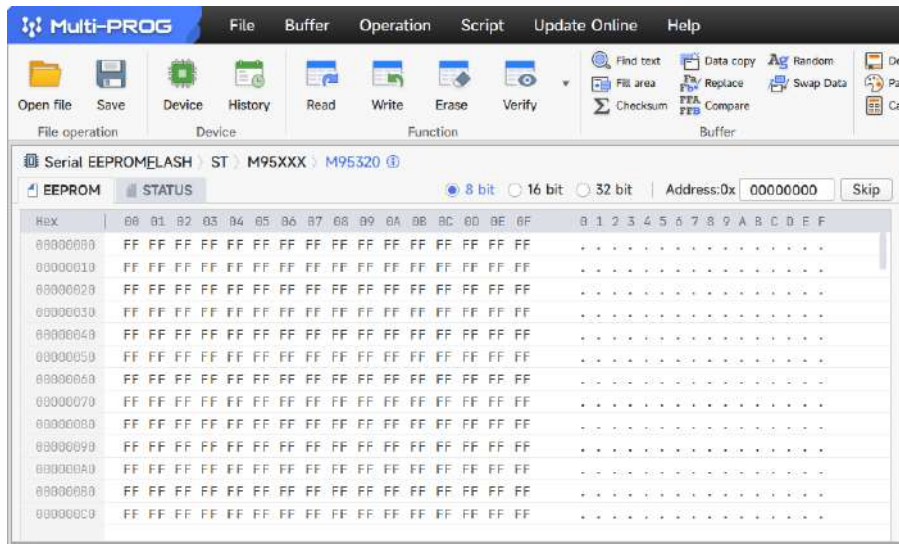 Multi-PROG File Buffer Operation Script Update Online Help
Find text Data copy Random
Fill area Replace Swap Data
Checksum Compare
Open file Save Device History Read Write Erase Verify
File operation Device Function Buffer
Serial EEPROMFLASH ST M95XXX M95320
EEPROM STATUS 8 bit 16 bit 32 bit Address:0x 00000000 Skip
Hex 00 01 02 03 04 05 06 07 08 09 0A 0B 0C 0D 0E 0F 0 1 2 3 4 5 6 7 8 9 A B C D E F
00000000 FF FF FF FF FF FF FF FF FF FF FF FF FF FF FF FF . . . . . . . . . . . . . . . .
00000010 FF FF FF FF FF FF FF FF FF FF FF FF FF FF FF FF . . . . . . . . . . . . . . . .
00000020 FF FF FF FF FF FF FF FF FF FF FF FF FF FF FF FF . . . . . . . . . . . . . . . .
00000030 FF FF FF FF FF FF FF FF FF FF FF FF FF FF FF FF . . . . . . . . . . . . . . . .
00000040 FF FF FF FF FF FF FF FF FF FF FF FF FF FF FF FF . . . . . . . . . . . . . . . .
00000050 FF FF FF FF FF FF FF FF FF FF FF FF FF FF FF FF . . . . . . . . . . . . . . . .
00000060 FF FF FF FF FF FF FF FF FF FF FF FF FF FF FF FF . . . . . . . . . . . . . . . .
00000070 FF FF FF FF FF FF FF FF FF FF FF FF FF FF FF FF . . . . . . . . . . . . . . . .
00000080 FF FF FF FF FF FF FF FF FF FF FF FF FF FF FF FF . . . . . . . . . . . . . . . .
00000090 FF FF FF FF FF FF FF FF FF FF FF FF FF FF FF FF . . . . . . . . . . . . . . . .
000000A0 FF FF FF FF FF FF FF FF FF FF FF FF FF FF FF FF . . . . . . . . . . . . . . . .
000000B0 FF FF FF FF FF FF FF FF FF FF FF FF FF FF FF FF . . . . . . . . . . . . . . . .
000000C0 FF FF FF FF FF FF FF FF FF FF FF FF FF FF FF FF . . . . . . . . . . . . . . . .